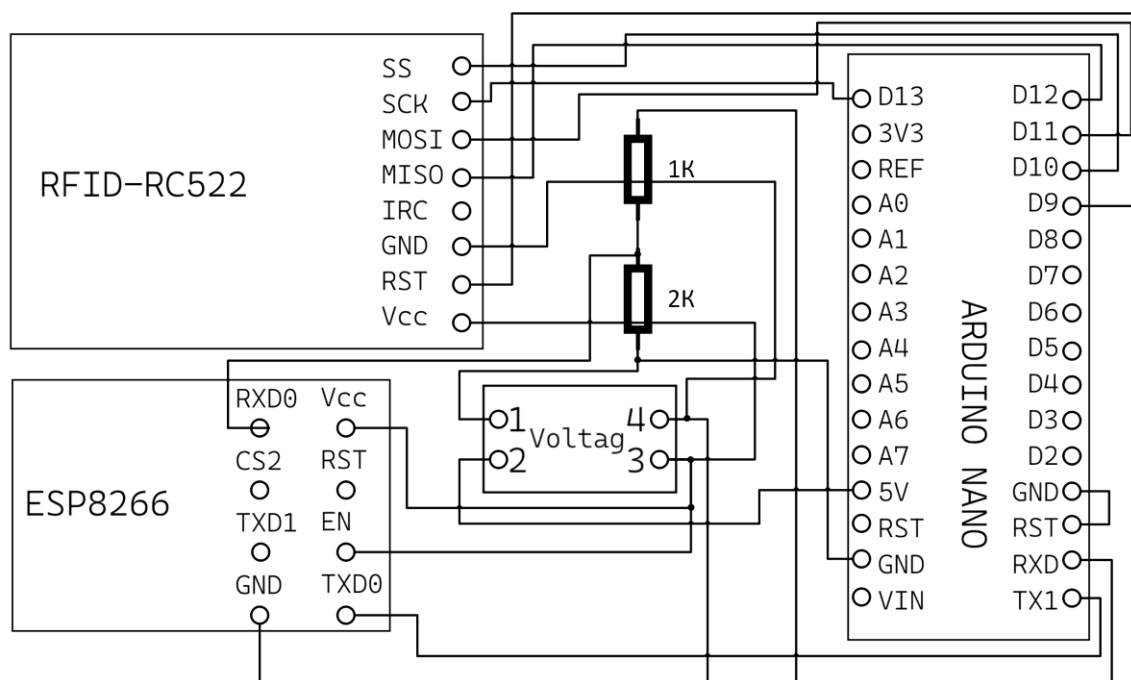 RFID-RC522
SS
SCK
MOSI
MISO
IRC
GND
RST
Vcc
1K
2K
ESP8266
RXD0
CS2
TXD1
GND
Vcc
RST
EN
TXD0
1
2
Voltag
4
3
ARDUINO NANO
D13
3V3
REF
A0
A1
A2
A3
A4
A5
A6
A7
5V
RST
GND
VIN
D12
D11
D10
D9
D8
D7
D6
D5
D4
D3
D2
GND
RST
RXD
TX1